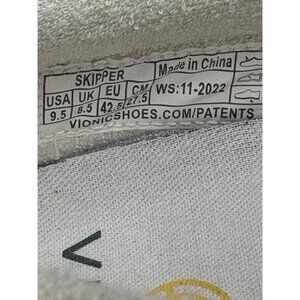 SKIPPER
Made in China
USA UK EU CM
9.5 8.5 42.5 27.5
WS:11-2022
VIONICSHOES.COM/PATENTS
V